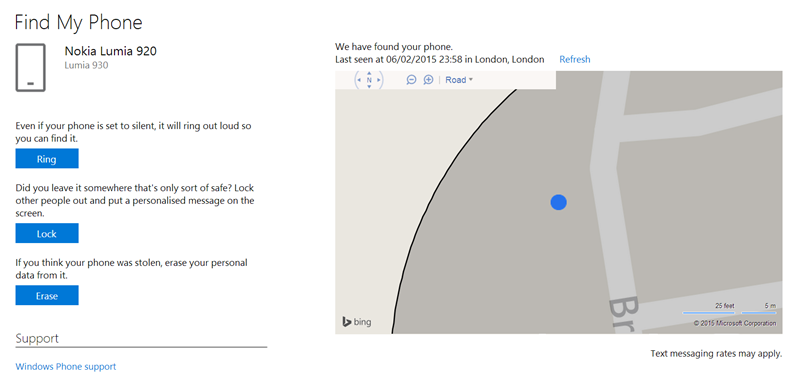 Find My Phone
Nokia Lumia 920
Lumia 930
Even if your phone is set to silent, it will ring out loud so
you can find it.
Ring
Did you leave it somewhere that's only sort of safe? Lock
other people out and put a personalised message on the
screen.
Lock
If you think your phone was stolen, erase your personal
data from it.
Erase
Support
Windows Phone support
We have found your phone.
Last seen at 06/02/2015 23:58 in London, London Refresh
N Road
Br
25 feet 5 m
bing
© 2015 Microsoft Corporation
Text messaging rates may apply.